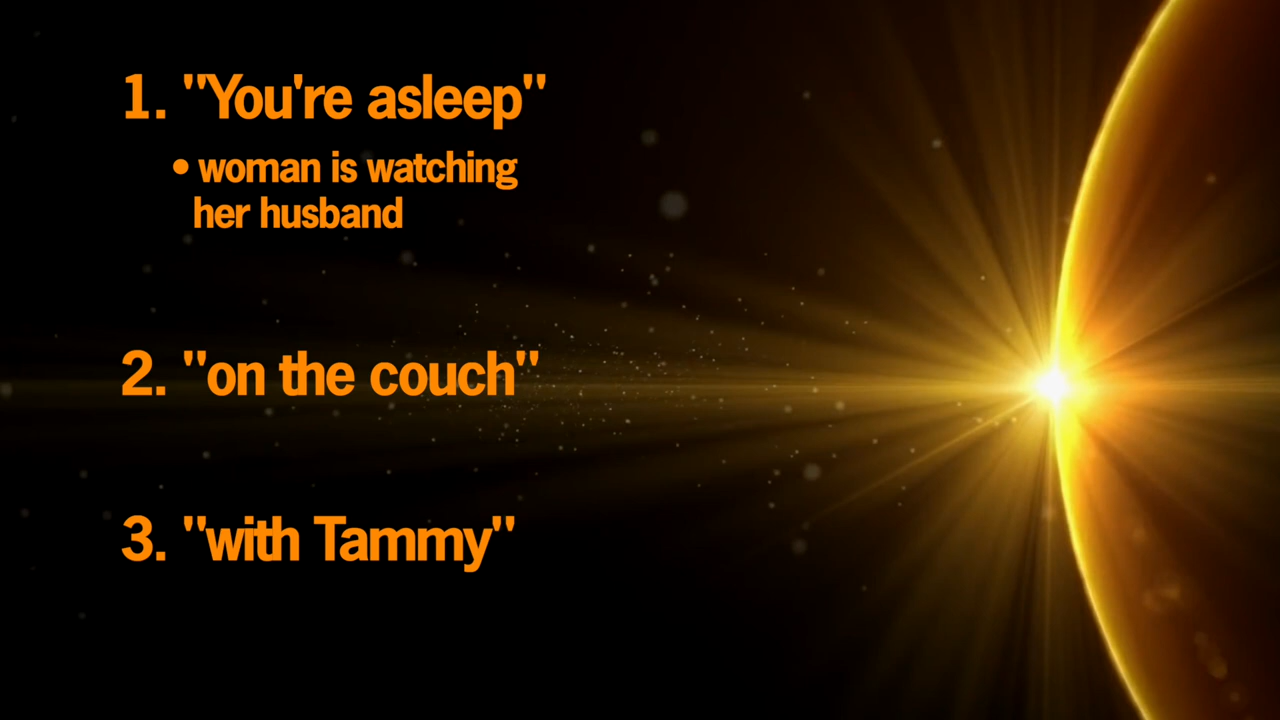 1. "You're asleep"
• woman is watching
her husband
2. "on the couch"
3. "with Tammy"